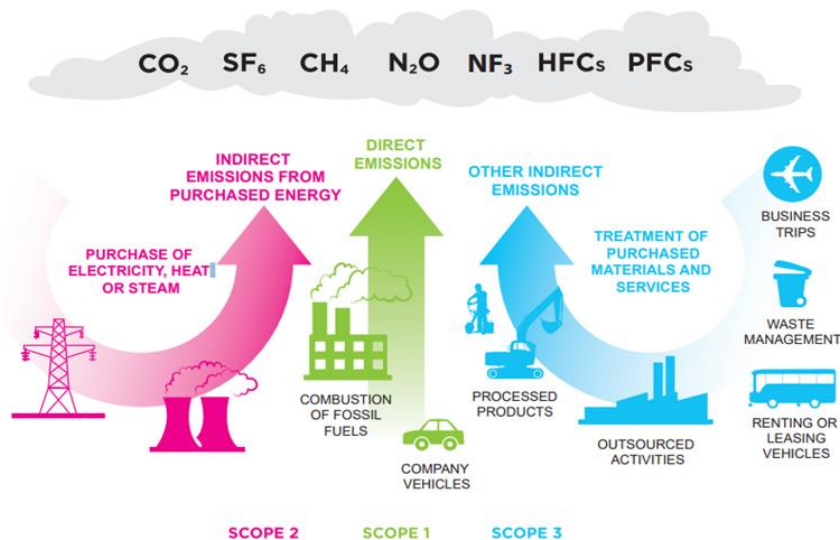 CO₂ SF₆ CH₄ N₂O NF₃ HFCs PFCs
INDIRECT
EMISSIONS FROM
PURCHASED ENERGY
DIRECT
EMISSIONS
OTHER INDIRECT
EMISSIONS
PURCHASE OF
ELECTRICITY, HEAT
OR STEAM
TREATMENT OF
PURCHASED
MATERIALS AND
SERVICES
BUSINESS
TRIPS
WASTE
MANAGEMENT
COMBUSTION
OF FOSSIL
FUELS
COMPANY
VEHICLES
PROCESSED
PRODUCTS
OUTSOURCED
ACTIVITIES
RENTING OR
LEASING
VEHICLES
SCOPE 2 SCOPE 1 SCOPE 3